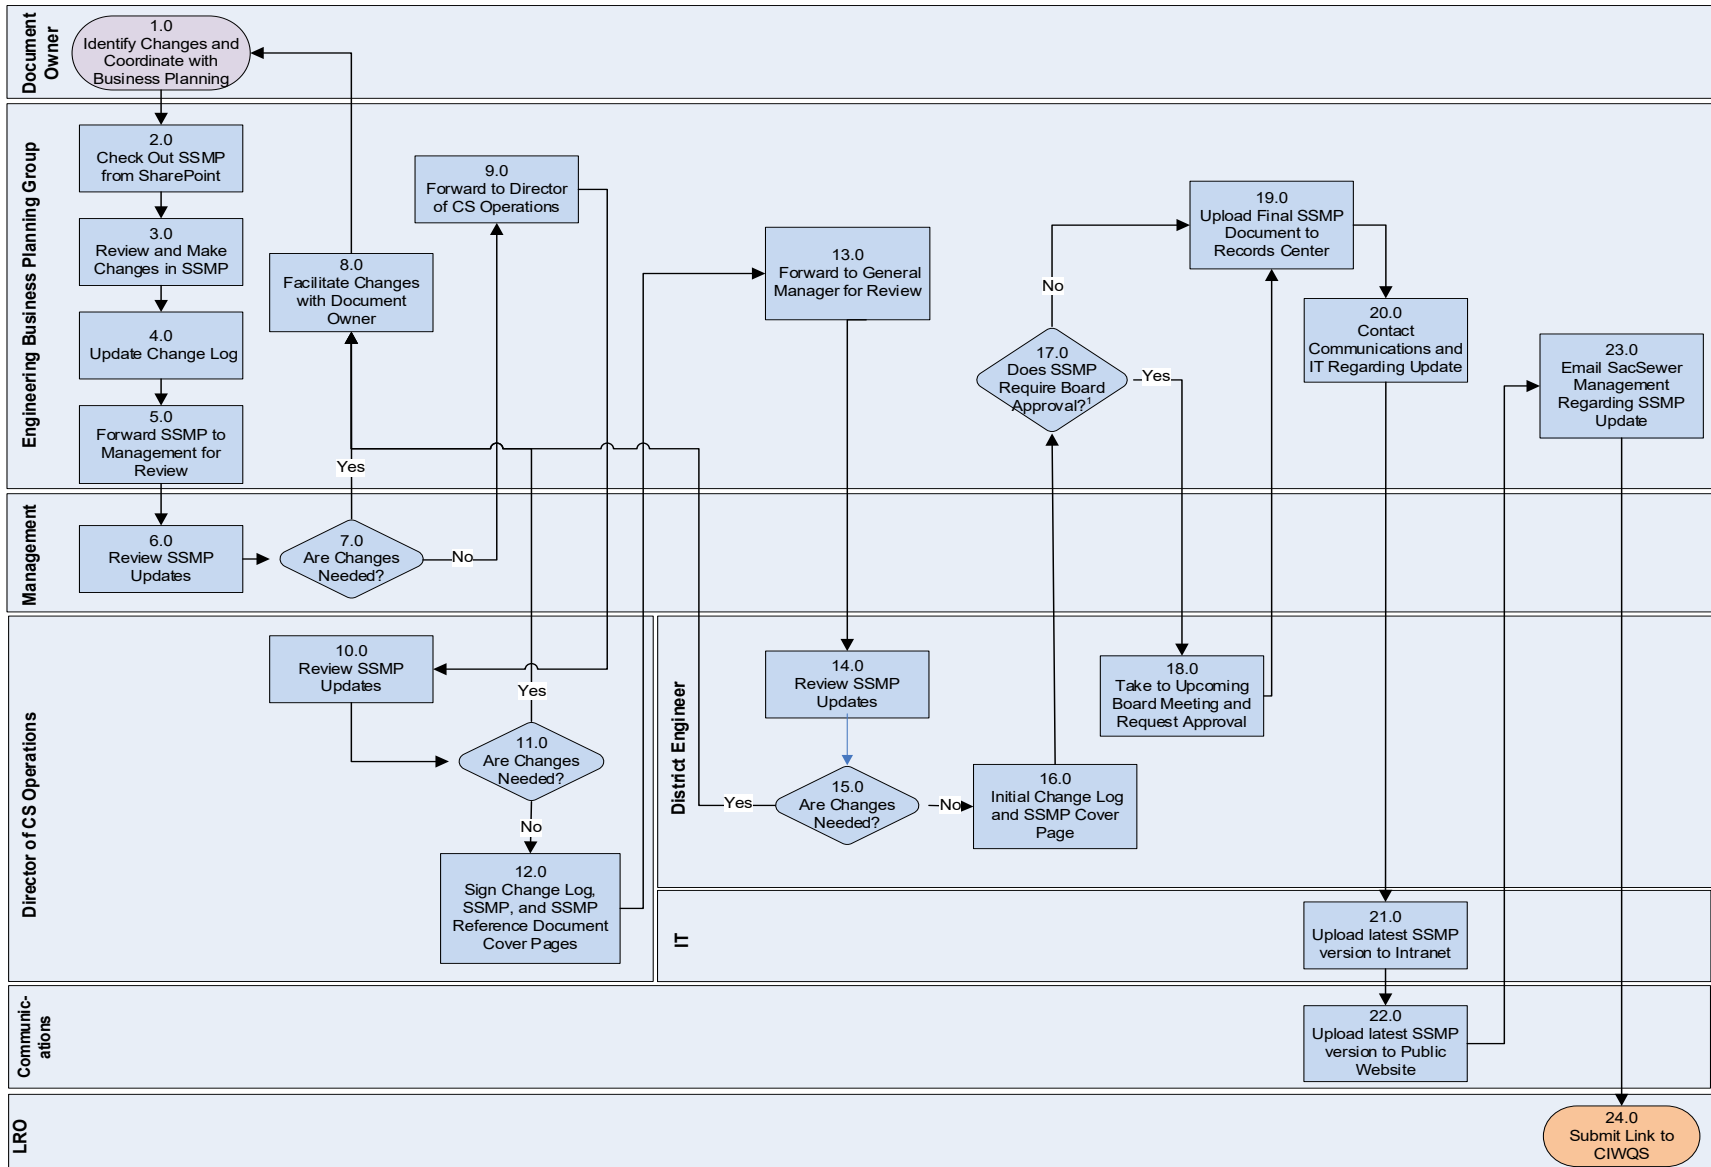 Document
Owner
1.0
Identify Changes and
Coordinate with
Business Planning
Engineering Business Planning Group
2.0
Check Out SSMP
from SharePoint
3.0
Review and Make
Changes in SSMP
4.0
Update Change Log
5.0
Forward SSMP to
Management for
Review
8.0
Facilitate Changes
with Document
Owner
9.0
Forward to Director
of CS Operations
13.0
Forward to General
Manager for Review
17.0
Does SSMP
Require Board
Approval?¹
No
Yes
19.0
Upload Final SSMP
Document to
Records Center
20.0
Contact
Communications and
IT Regarding Update
23.0
Email SacSewer
Management
Regarding SSMP
Update
Yes
Management
6.0
Review SSMP
Updates
7.0
Are Changes
Needed?
No
Director of CS Operations
10.0
Review SSMP
Updates
Yes
11.0
Are Changes
Needed?
No
12.0
Sign Change Log,
SSMP, and SSMP
Reference Document
Cover Pages
District Engineer
14.0
Review SSMP
Updates
Yes
15.0
Are Changes
Needed?
No
16.0
Initial Change Log
and SSMP Cover
Page
18.0
Take to Upcoming
Board Meeting and
Request Approval
IT
21.0
Upload latest SSMP
version to Intranet
Communic-
ations
22.0
Upload latest SSMP
version to Public
Website
LRO
24.0
Submit Link to
CIWQS